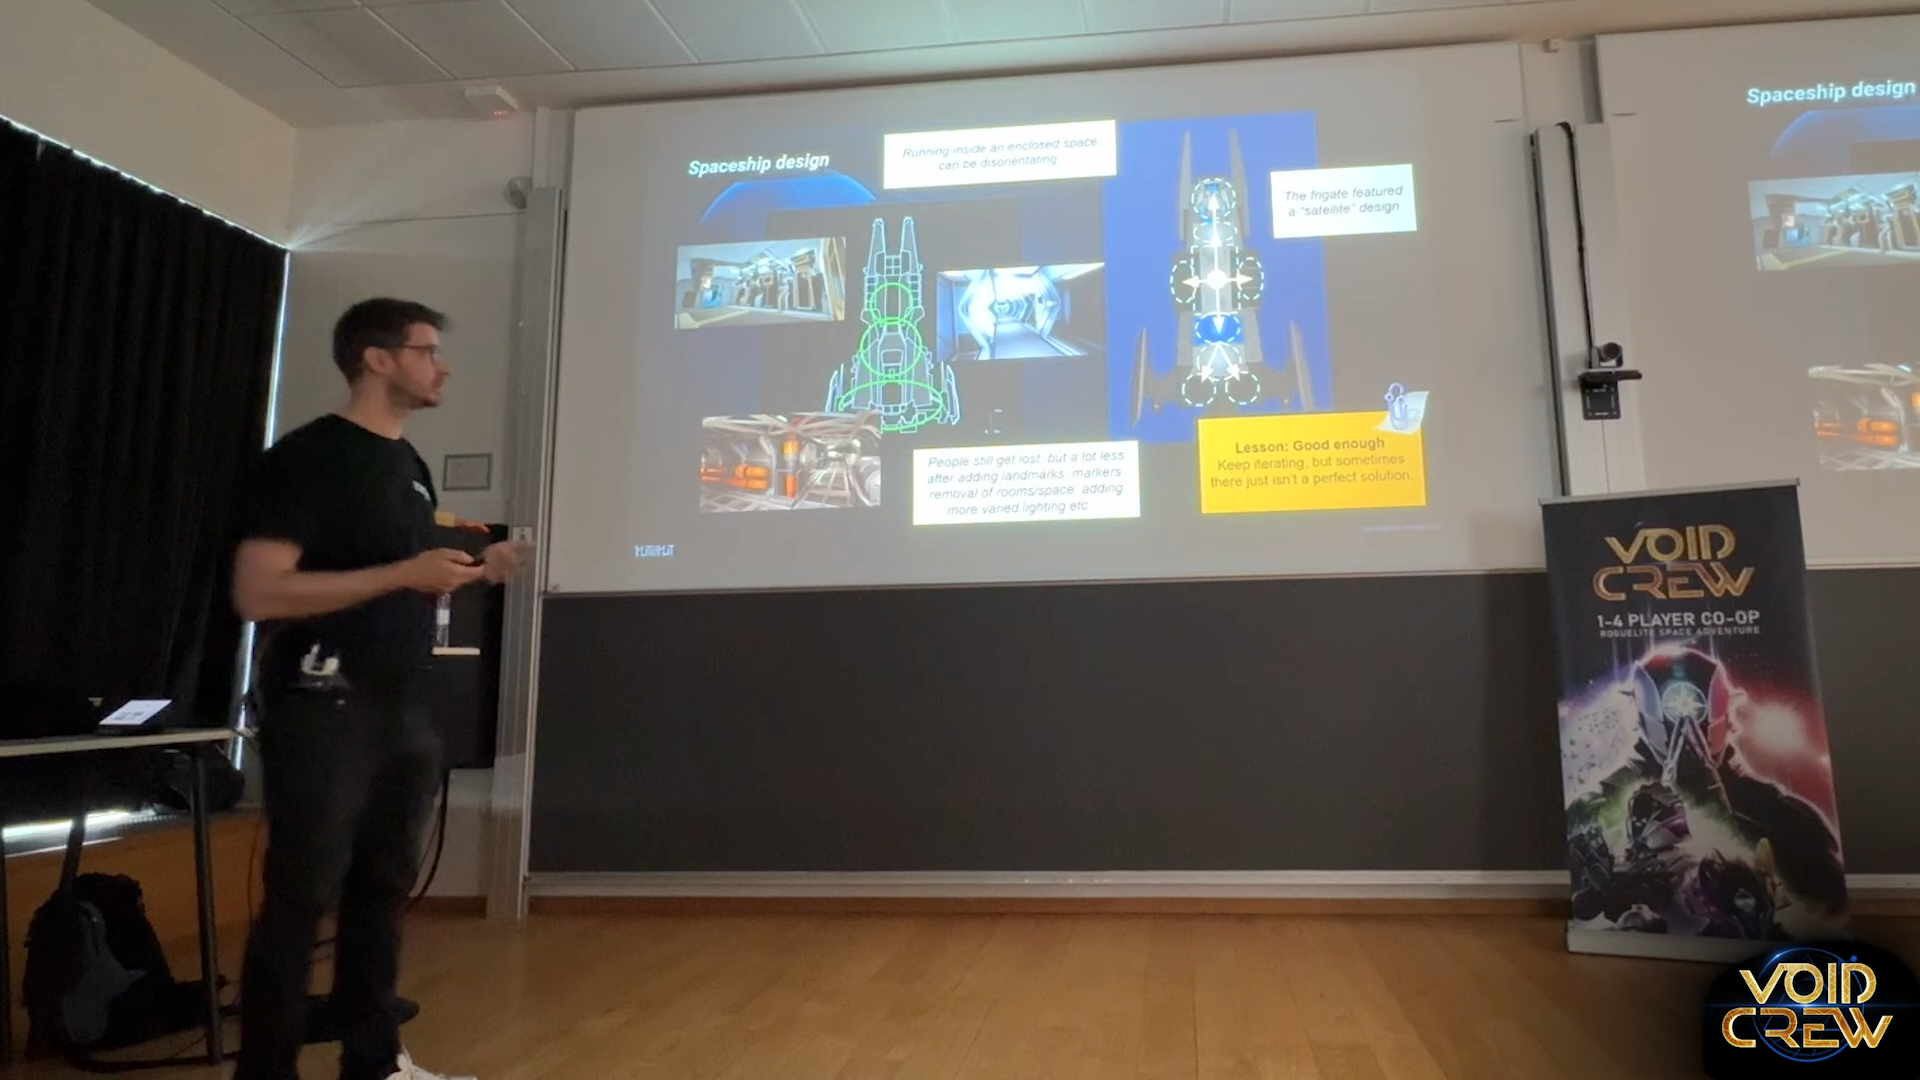 Spaceship design
Running inside an enclosed space
can be disorientating
The frigate featured
a "satellite" design
People still get lost, but a lot less
after adding landmarks, markers
removal of rooms/space, adding
more varied lighting etc
Lesson: Good enough
Keep iterating, but sometimes
there just isn't a perfect solution.
Spaceship design
VOID
CREW
1-4 PLAYER CO-OP
ROGUELITE SPACE ADVENTURE
VOID
CREW